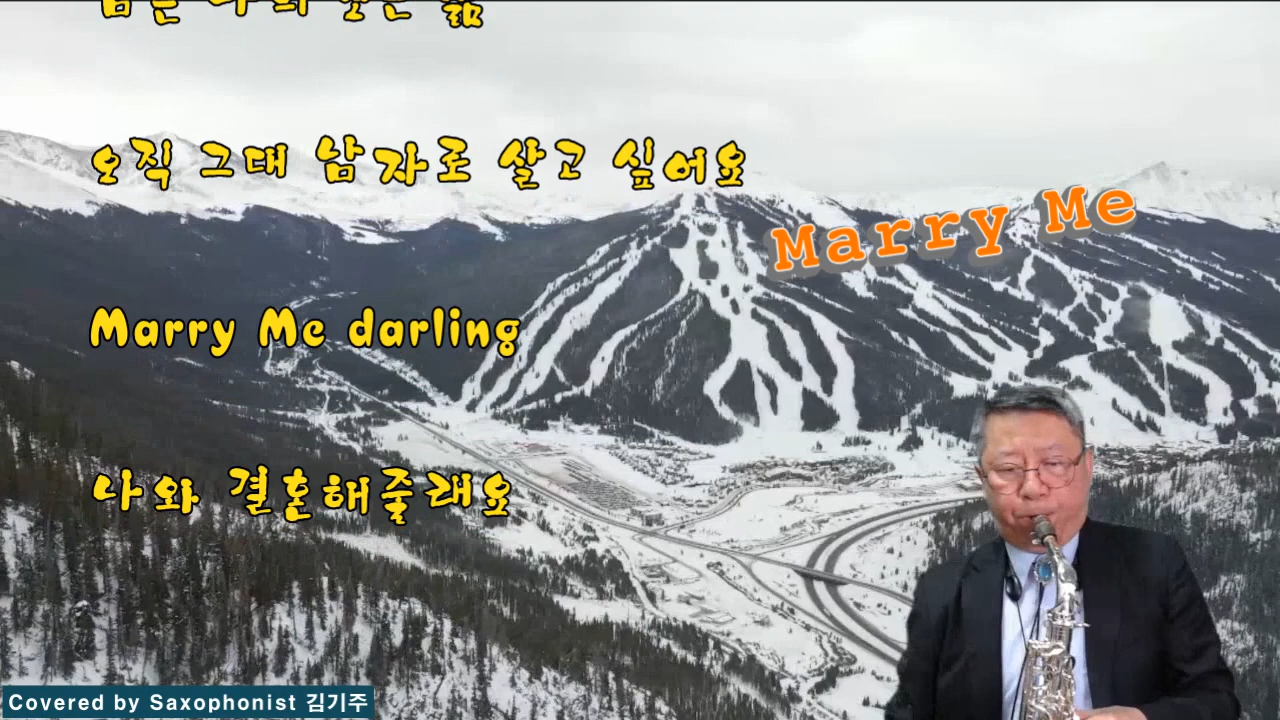 오직 그대 남자로 살고 싶어요
Marry Me
Marry Me darling
나와 결혼해줄래요
Covered by Saxophonist 김기주